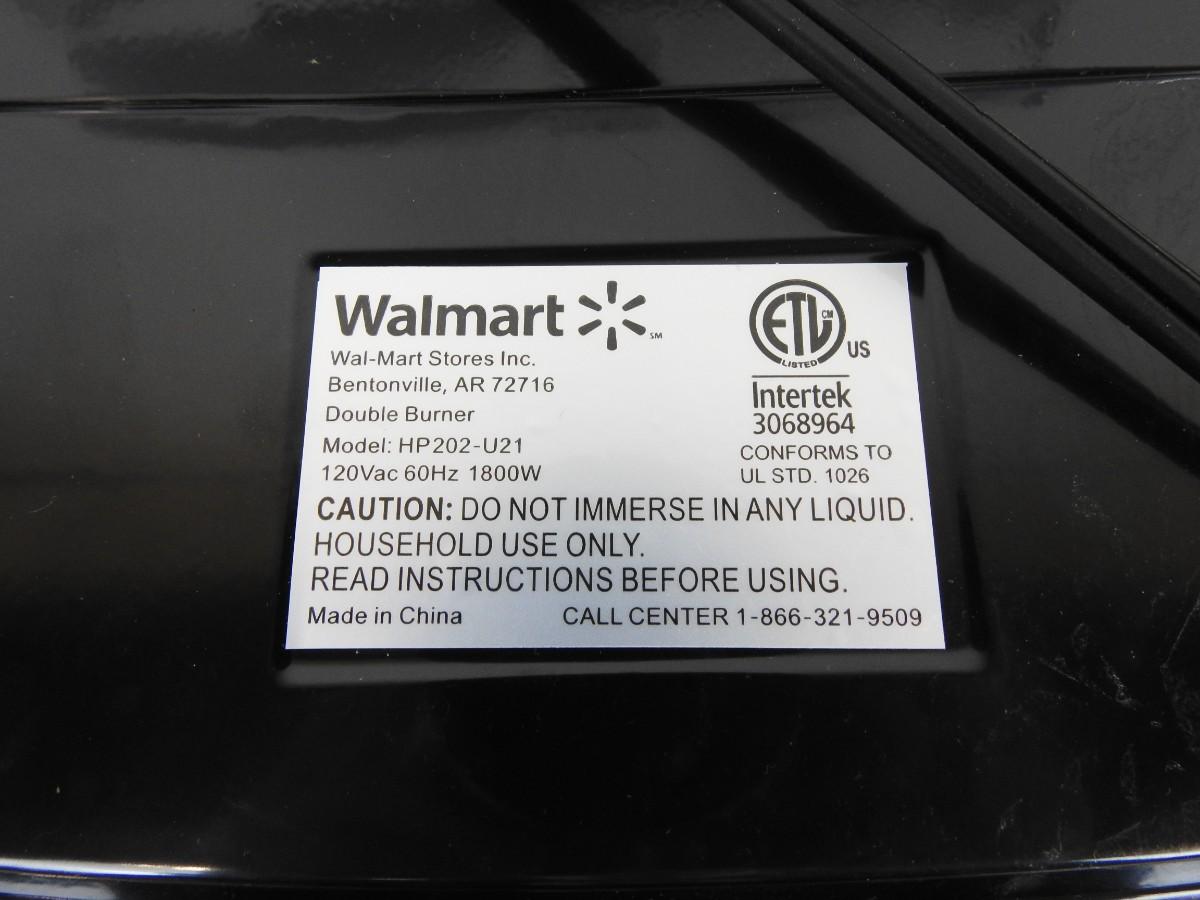 Walmart SM
Wal-Mart Stores Inc.
Bentonville, AR 72716
Double Burner
Model: HP202-U21
120Vac 60Hz 1800W
ETL CM
LISTED
US
Intertek
3068964
CONFORMS TO
UL STD. 1026
CAUTION: DO NOT IMMERSE IN ANY LIQUID.
HOUSEHOLD USE ONLY.
READ INSTRUCTIONS BEFORE USING.
Made in China CALL CENTER 1-866-321-9509